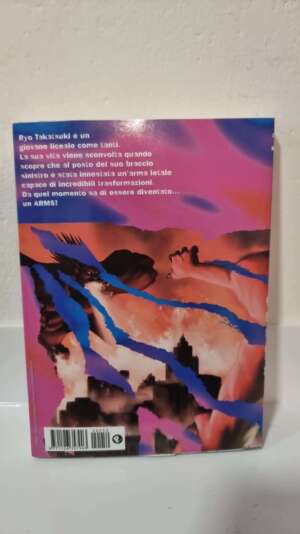 Ryo Takatsuki è un
giovane liceale come tanti.
La sua vita viene sconvolta quando
scopre che al posto del suo braccio
sinistro è stata innestata un'arma letale
capace di incredibili trasformazioni.
Da quel momento sa di essere diventato...
un ARMS!